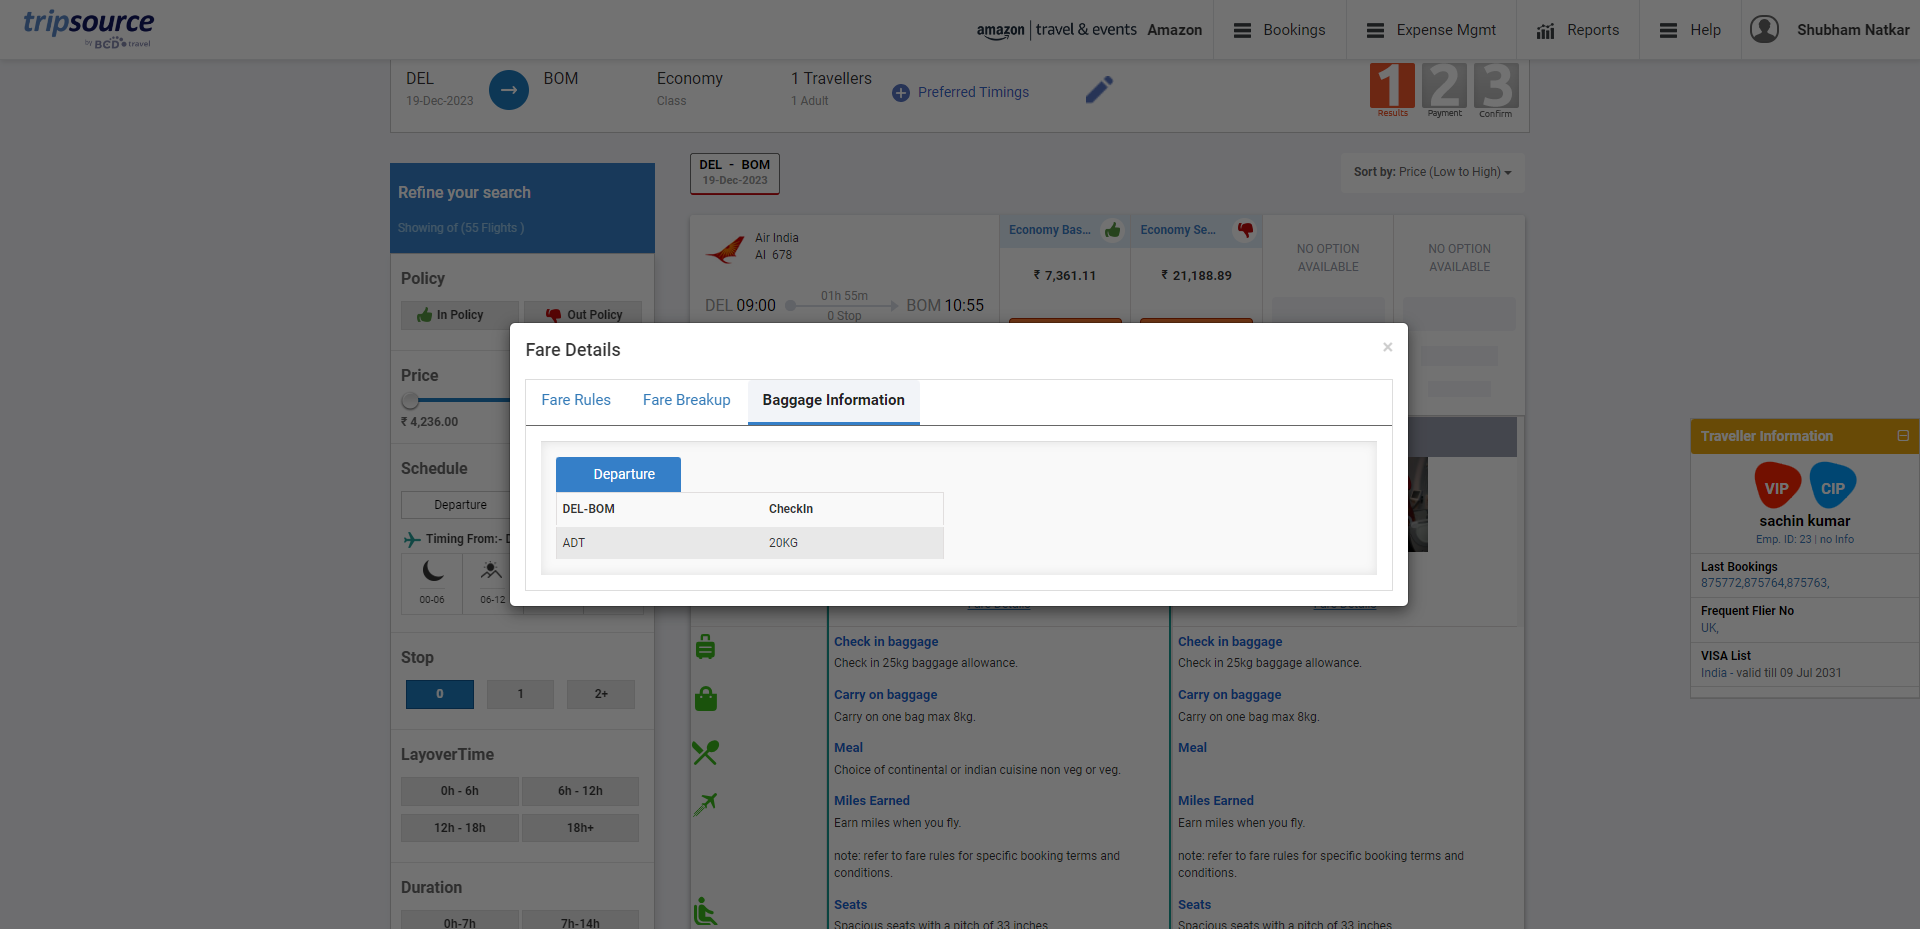 tripsource
by BCD travel
amazon | travel & events Amazon
Bookings
Expense Mgmt
Reports
Help
Shubham Natkar
DEL
19-Dec-2023
BOM
Economy
Class
1 Travellers
1 Adult
Preferred Timings
1 2 3
Results Payment Confirm
Refine your search
Showing of (55 Flights )
DEL - BOM
19-Dec-2023
Sort by: Price (Low to High)
Policy
In Policy
Out Policy
Price
₹ 4,236.00
Schedule
Departure
Timing From:- D
00-06
06-12
Stop
0
1
2+
LayoverTime
0h - 6h
6h - 12h
12h - 18h
18h+
Duration
0h-7h
7h-14h
Air India
AI 678
DEL 09:00
01h 55m
0 Stop
BOM 10:55
Economy Bas...
₹ 7,361.11
Economy Se...
₹ 21,188.89
NO OPTION
AVAILABLE
NO OPTION
AVAILABLE
Fare Details
×
Fare Rules
Fare Breakup
Baggage Information
Departure
DEL-BOM CheckIn
ADT 20KG
Check in baggage
Check in 25kg baggage allowance.
Carry on baggage
Carry on one bag max 8kg.
Meal
Choice of continental or indian cuisine non veg or veg.
Miles Earned
Earn miles when you fly.
note: refer to fare rules for specific booking terms and
conditions.
Seats
Spacious seats with a pitch of 33 inches
Check in baggage
Check in 25kg baggage allowance.
Carry on baggage
Carry on one bag max 8kg.
Meal
Miles Earned
Earn miles when you fly.
note: refer to fare rules for specific booking terms and
conditions.
Seats
Spacious seats with a pitch of 33 inches
Traveller Information
VIP
CIP
sachin kumar
Emp. ID: 23 | no Info
Last Bookings
875772,875764,875763,
Frequent Flier No
UK,
VISA List
India - valid till 09 Jul 2031